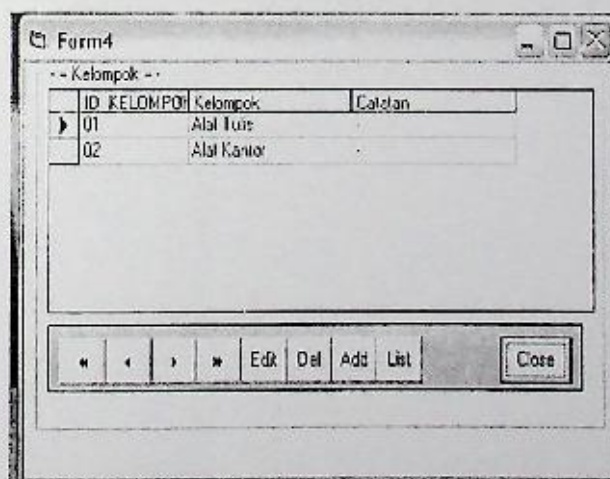 Form4
- - Kelompok - -
ID_KELOMPOK Kelompok Catatan
01 Alat Tulis -
02 Alat Kantor -
« ‹ › » Edit Del Add List Close